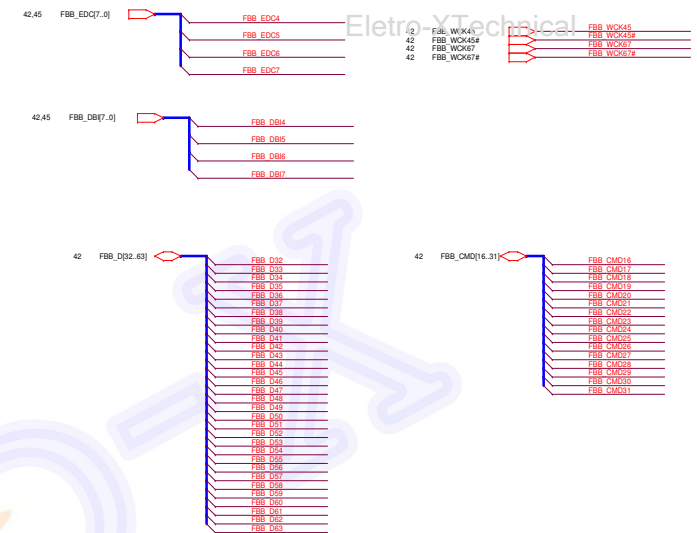 42,45 FBB_EDC[7..0]
FBB_EDC4
FBB_EDC5
FBB_EDC6
FBB_EDC7
Eletro-XTechnical
42 FBB_WCK45 FBB_WCK45
42 FBB_WCK45# FBB_WCK45#
42 FBB_WCK67 FBB_WCK67
42 FBB_WCK67# FBB_WCK67#
42,45 FBB_DBI[7..0]
FBB_DBI4
FBB_DBI5
FBB_DBI6
FBB_DBI7
42 FBB_D[32..63]
FBB_D32
FBB_D33
FBB_D34
FBB_D35
FBB_D36
FBB_D37
FBB_D38
FBB_D39
FBB_D40
FBB_D41
FBB_D42
FBB_D43
FBB_D44
FBB_D45
FBB_D46
FBB_D47
FBB_D48
FBB_D49
FBB_D50
FBB_D51
FBB_D52
FBB_D53
FBB_D54
FBB_D55
FBB_D56
FBB_D57
FBB_D58
FBB_D59
FBB_D60
FBB_D61
FBB_D62
FBB_D63
42 FBB_CMD[16..31]
FBB_CMD16
FBB_CMD17
FBB_CMD18
FBB_CMD19
FBB_CMD20
FBB_CMD21
FBB_CMD22
FBB_CMD23
FBB_CMD24
FBB_CMD25
FBB_CMD26
FBB_CMD27
FBB_CMD28
FBB_CMD29
FBB_CMD30
FBB_CMD31